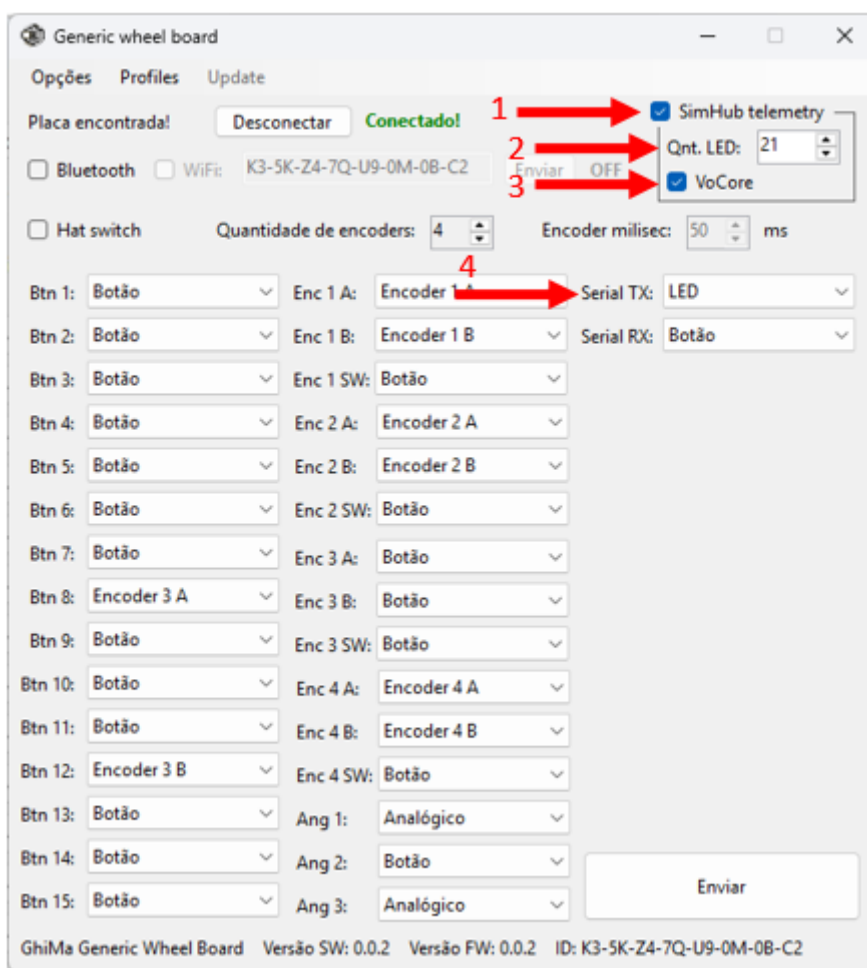 Generic wheel board
Opções Profiles Update
Placa encontrada! Desconectar Conectado! 1 SimHub telemetry
2 Qnt. LED: 21
Bluetooth WiFi: K3-5K-Z4-7Q-U9-0M-0B-C2 Enviar OFF 3 VoCore
Hat switch Quantidade de encoders: 4 Encoder milisec: 50 ms
4
Btn 1: Botão Enc 1 A: Encoder 1 A Serial TX: LED
Btn 2: Botão Enc 1 B: Encoder 1 B Serial RX: Botão
Btn 3: Botão Enc 1 SW: Botão
Btn 4: Botão Enc 2 A: Encoder 2 A
Btn 5: Botão Enc 2 B: Encoder 2 B
Btn 6: Botão Enc 2 SW: Botão
Btn 7: Botão Enc 3 A: Botão
Btn 8: Encoder 3 A Enc 3 B: Botão
Btn 9: Botão Enc 3 SW: Botão
Btn 10: Botão Enc 4 A: Encoder 4 A
Btn 11: Botão Enc 4 B: Encoder 4 B
Btn 12: Encoder 3 B Enc 4 SW: Botão
Btn 13: Botão Ang 1: Analógico
Btn 14: Botão Ang 2: Botão
Btn 15: Botão Ang 3: Analógico Enviar
GhiMa Generic Wheel Board Versão SW: 0.0.2 Versão FW: 0.0.2 ID: K3-5K-Z4-7Q-U9-0M-0B-C2